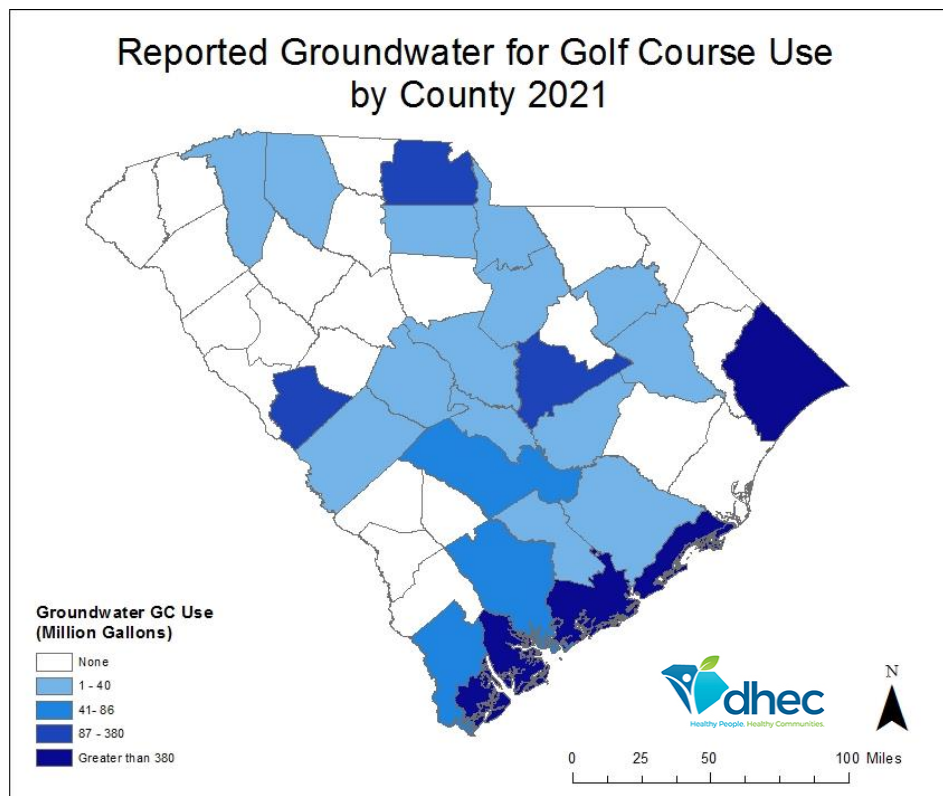 Reported Groundwater for Golf Course Use
by County 2021
Groundwater GC Use
(Million Gallons)
None
1 - 40
41- 86
87 - 380
Greater than 380
dhec
Healthy People. Healthy Communities.
N
0 25 50 100 Miles